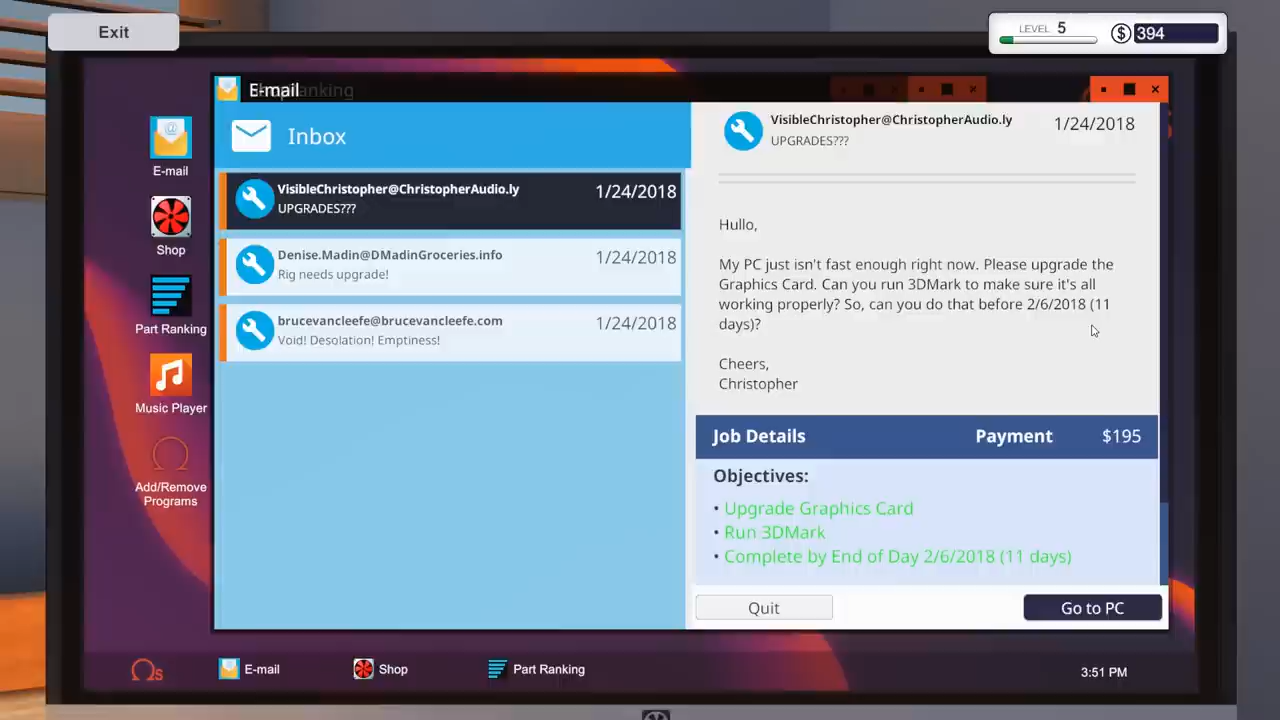 Exit
LEVEL 5
$ 394
E-mail
Inbox
VisibleChristopher@ChristopherAudio.ly
1/24/2018
UPGRADES???
Denise.Madin@DMadinGroceries.info
1/24/2018
Rig needs upgrade!
brucevancleefe@brucevancleefe.com
1/24/2018
Void! Desolation! Emptiness!
VisibleChristopher@ChristopherAudio.ly
1/24/2018
UPGRADES???
Hullo,
My PC just isn't fast enough right now. Please upgrade the
Graphics Card. Can you run 3DMark to make sure it's all
working properly? So, can you do that before 2/6/2018 (11
days)?
Cheers,
Christopher
Job Details
Payment
$195
Objectives:
• Upgrade Graphics Card
• Run 3DMark
• Complete by End of Day 2/6/2018 (11 days)
Quit
Go to PC
E-mail
Shop
Part Ranking
Music Player
Add/Remove
Programs
Ωs
E-mail
Shop
Part Ranking
3:51 PM